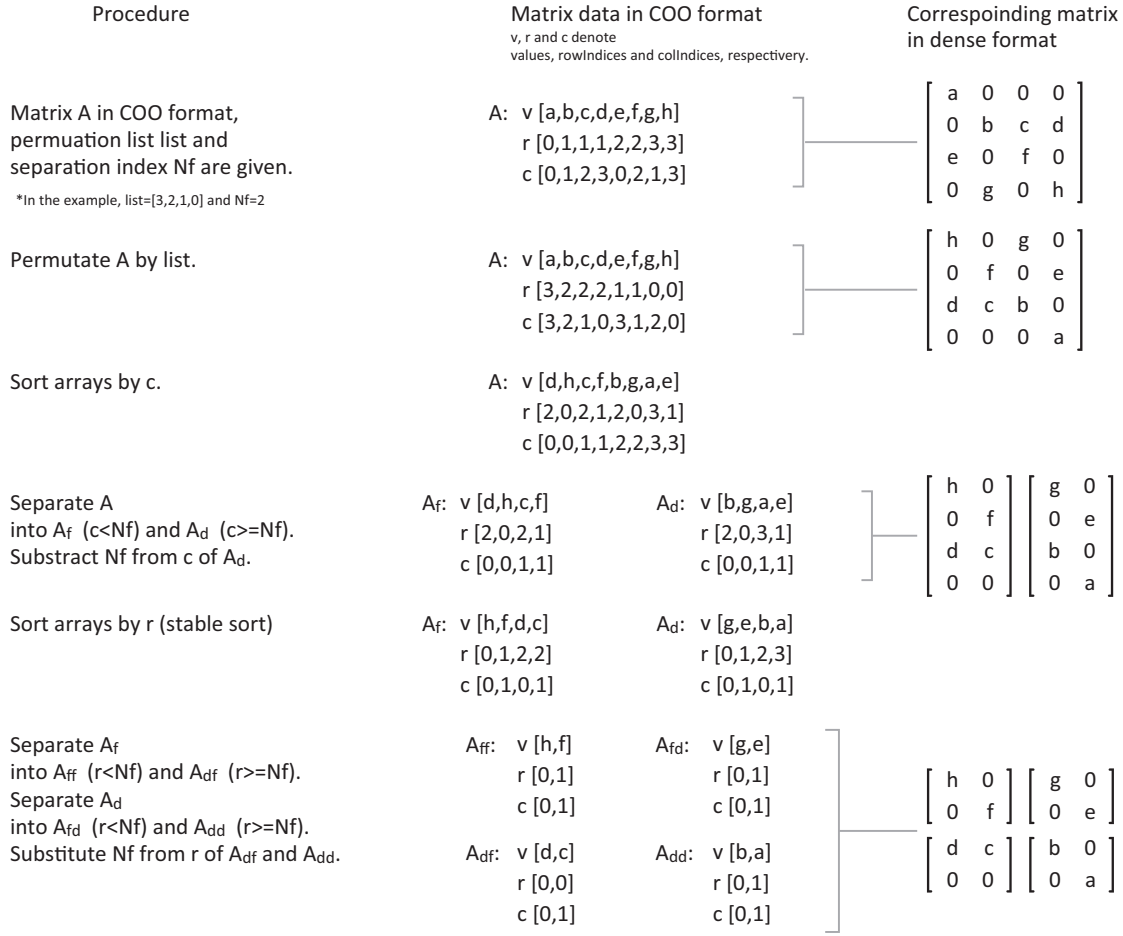 Procedure
Matrix data in COO format
v, r and c denote
values, rowIndices and colIndices, respectivery.
Correspoinding matrix
in dense format
Matrix A in COO format,
permuation list list and
separation index Nf are given.
*In the example, list=[3,2,1,0] and Nf=2
A: v [a,b,c,d,e,f,g,h]
r [0,1,1,1,2,2,3,3]
c [0,1,2,3,0,2,1,3]
a 0 0 0
0 b c d
e 0 f 0
0 g 0 h
Permutate A by list.
A: v [a,b,c,d,e,f,g,h]
r [3,2,2,2,1,1,0,0]
c [3,2,1,0,3,1,2,0]
h 0 g 0
0 f 0 e
d c b 0
0 0 0 a
Sort arrays by c.
A: v [d,h,c,f,b,g,a,e]
r [2,0,2,1,2,0,3,1]
c [0,0,1,1,2,2,3,3]
Separate A
into Af (c<Nf) and Ad (c>=Nf).
Substract Nf from c of Ad.
Af: v [d,h,c,f]
r [2,0,2,1]
c [0,0,1,1]
Ad: v [b,g,a,e]
r [2,0,3,1]
c [0,0,1,1]
h 0 g 0
0 f 0 e
d c b 0
0 0 0 a
Sort arrays by r (stable sort)
Af: v [h,f,d,c]
r [0,1,2,2]
c [0,1,0,1]
Ad: v [g,e,b,a]
r [0,1,2,3]
c [0,1,0,1]
Separate Af
into Aff (r<Nf) and Adf (r>=Nf).
Separate Ad
into Afd (r<Nf) and Add (r>=Nf).
Substitute Nf from r of Adf and Add.
Aff: v [h,f]
r [0,1]
c [0,1]
Afd: v [g,e]
r [0,1]
c [0,1]
Adf: v [d,c]
r [0,0]
c [0,1]
Add: v [b,a]
r [0,1]
c [0,1]
h 0 g 0
0 f 0 e
d c b 0
0 0 0 a